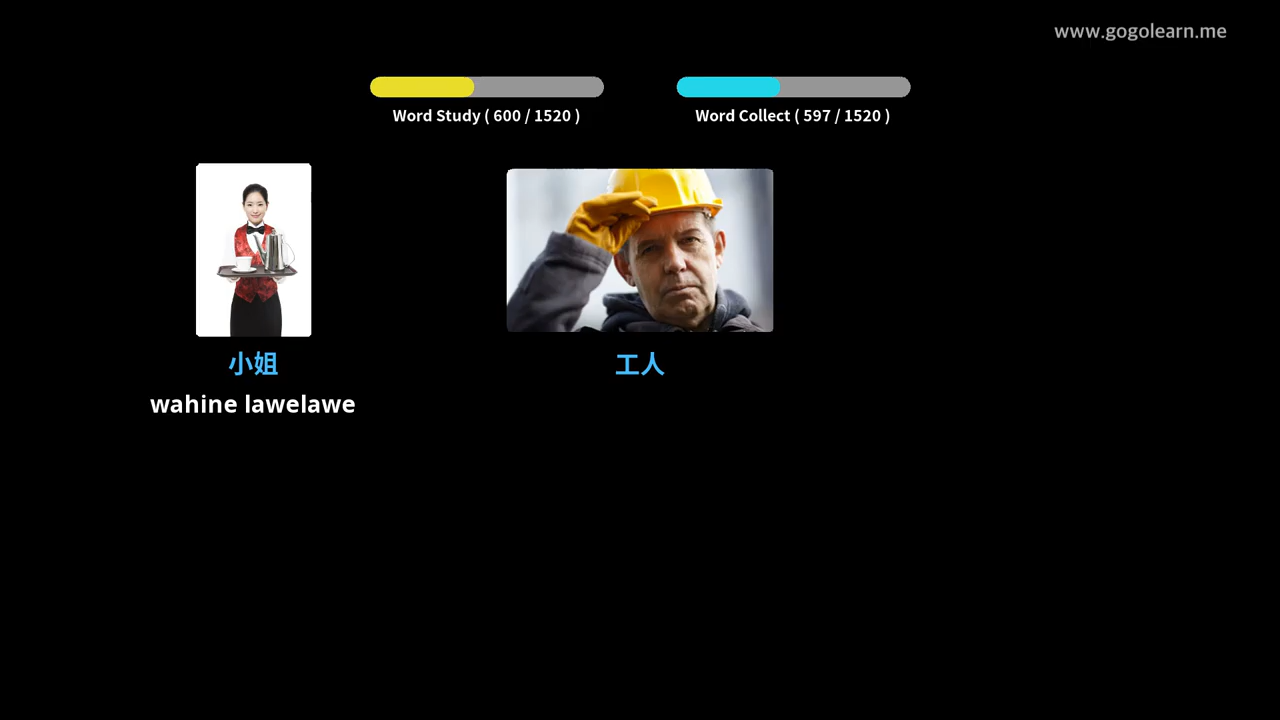 www.gogolearn.me
Word Study ( 600 / 1520 )
Word Collect ( 597 / 1520 )
小姐
工人
wahine lawelawe